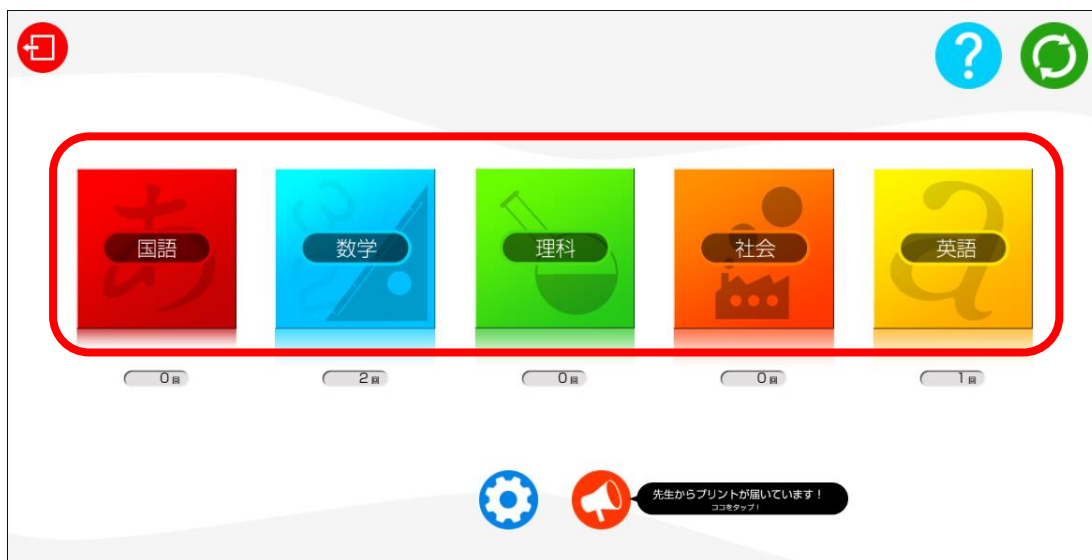 ?
あ
国語
数学
理科
社会
a
英語
0回
2回
0回
0回
1回
先生からプリントが届いています！
ココをタップ！